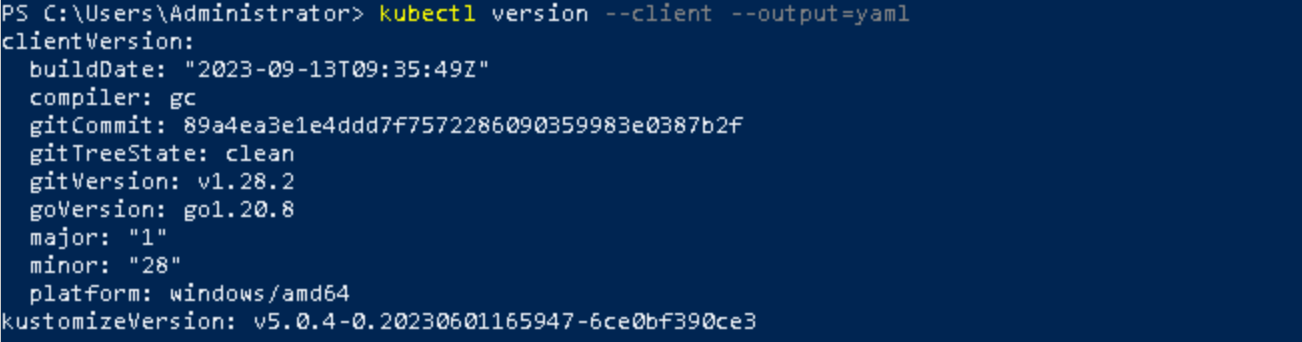 PS C:\Users\Administrator> kubectl version --client --output=yaml
clientVersion:
  buildDate: "2023-09-13T09:35:49Z"
  compiler: gc
  gitCommit: 89a4ea3e1e4ddd7f7572286090359983e0387b2f
  gitTreeState: clean
  gitVersion: v1.28.2
  goVersion: go1.20.8
  major: "1"
  minor: "28"
  platform: windows/amd64
kustomizeVersion: v5.0.4-0.20230601165947-6ce0bf390ce3